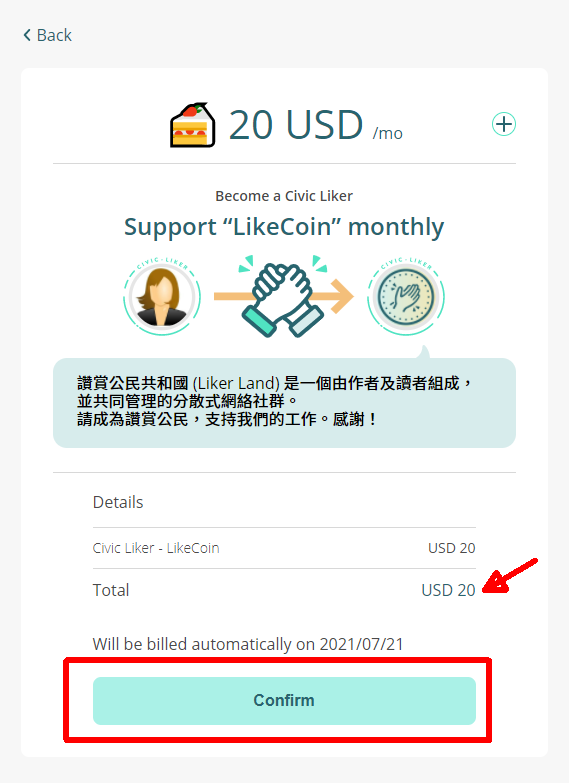 Back
20 USD /mo
Become a Civic Liker
Support “LikeCoin” monthly
CIVIC-LIKER
CIVIC-LIKER
讚賞公民共和國 (Liker Land) 是一個由作者及讀者組成，
並共同管理的分散式網絡社群。
請成為讚賞公民，支持我們的工作。感謝！
Details
Civic Liker - LikeCoin USD 20
Total USD 20
Will be billed automatically on 2021/07/21
Confirm